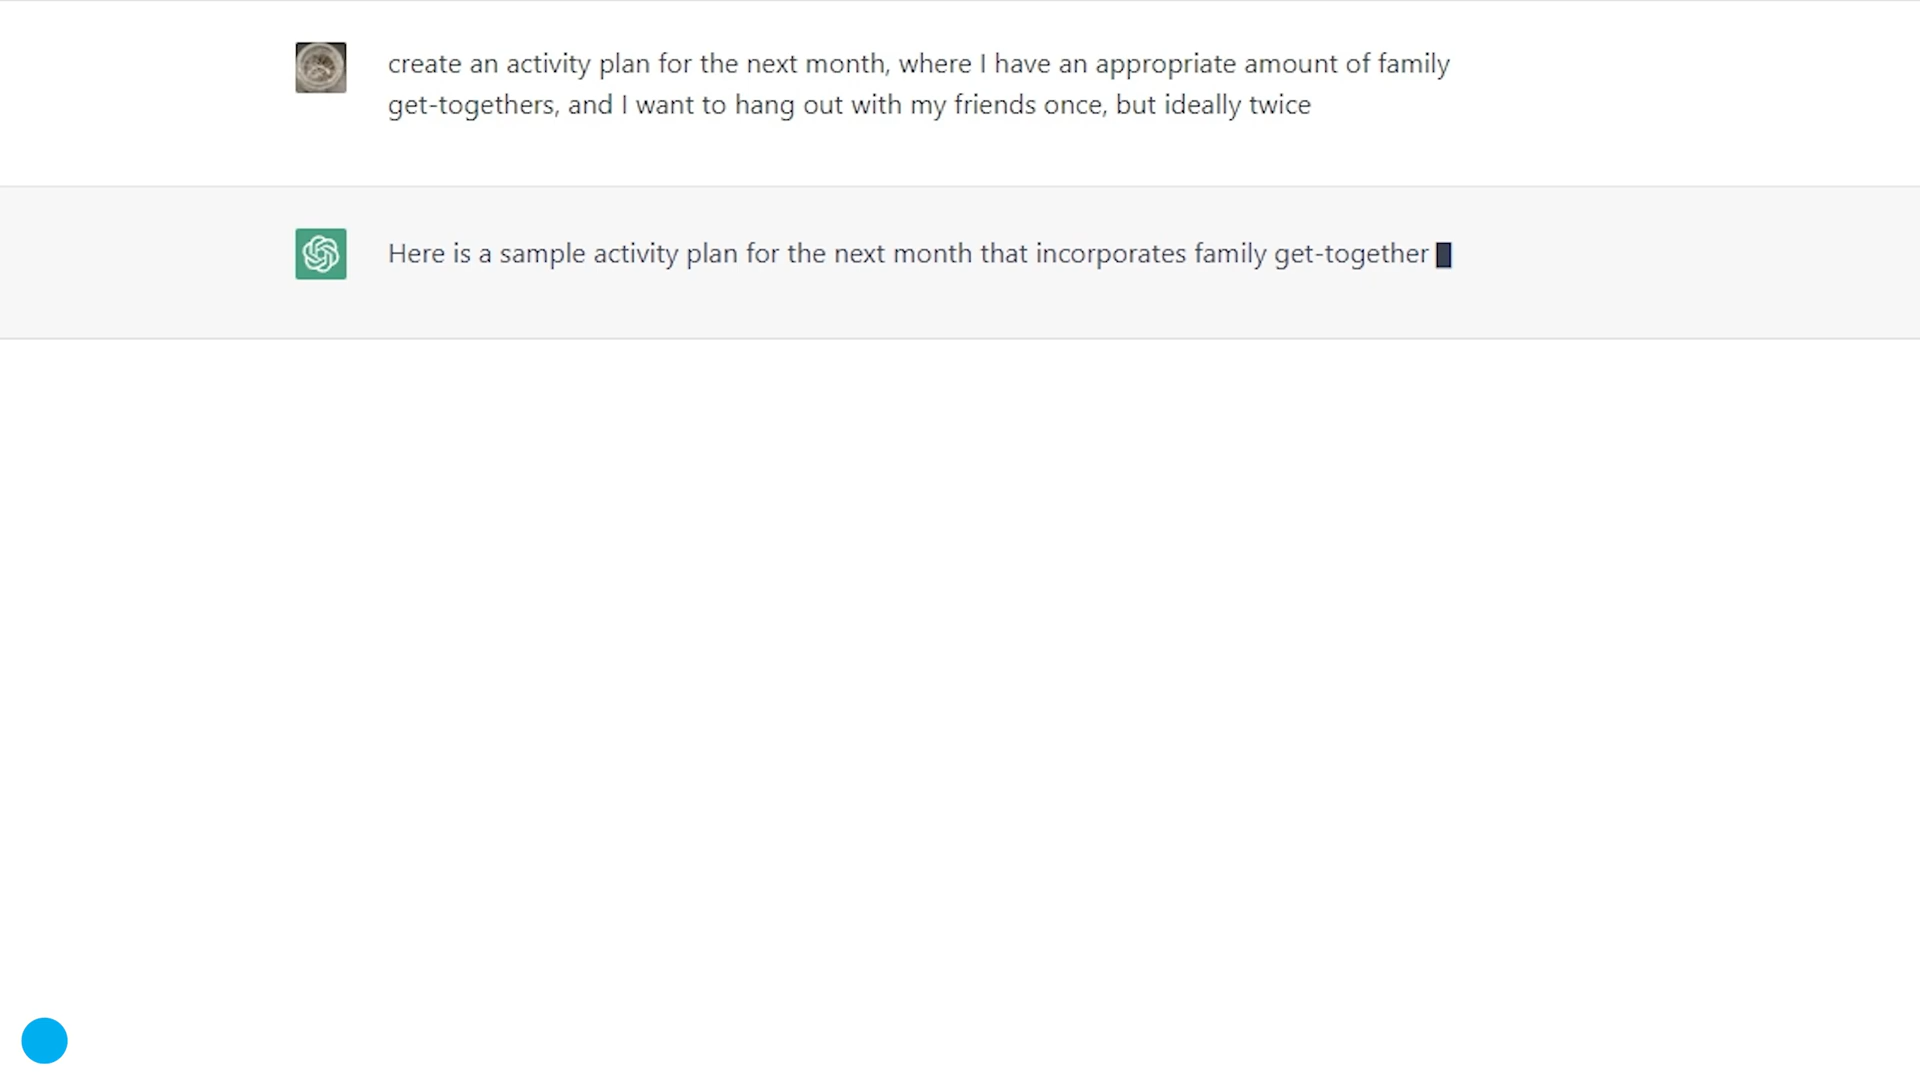 create an activity plan for the next month, where I have an appropriate amount of family
get-togethers, and I want to hang out with my friends once, but ideally twice
Here is a sample activity plan for the next month that incorporates family get-together